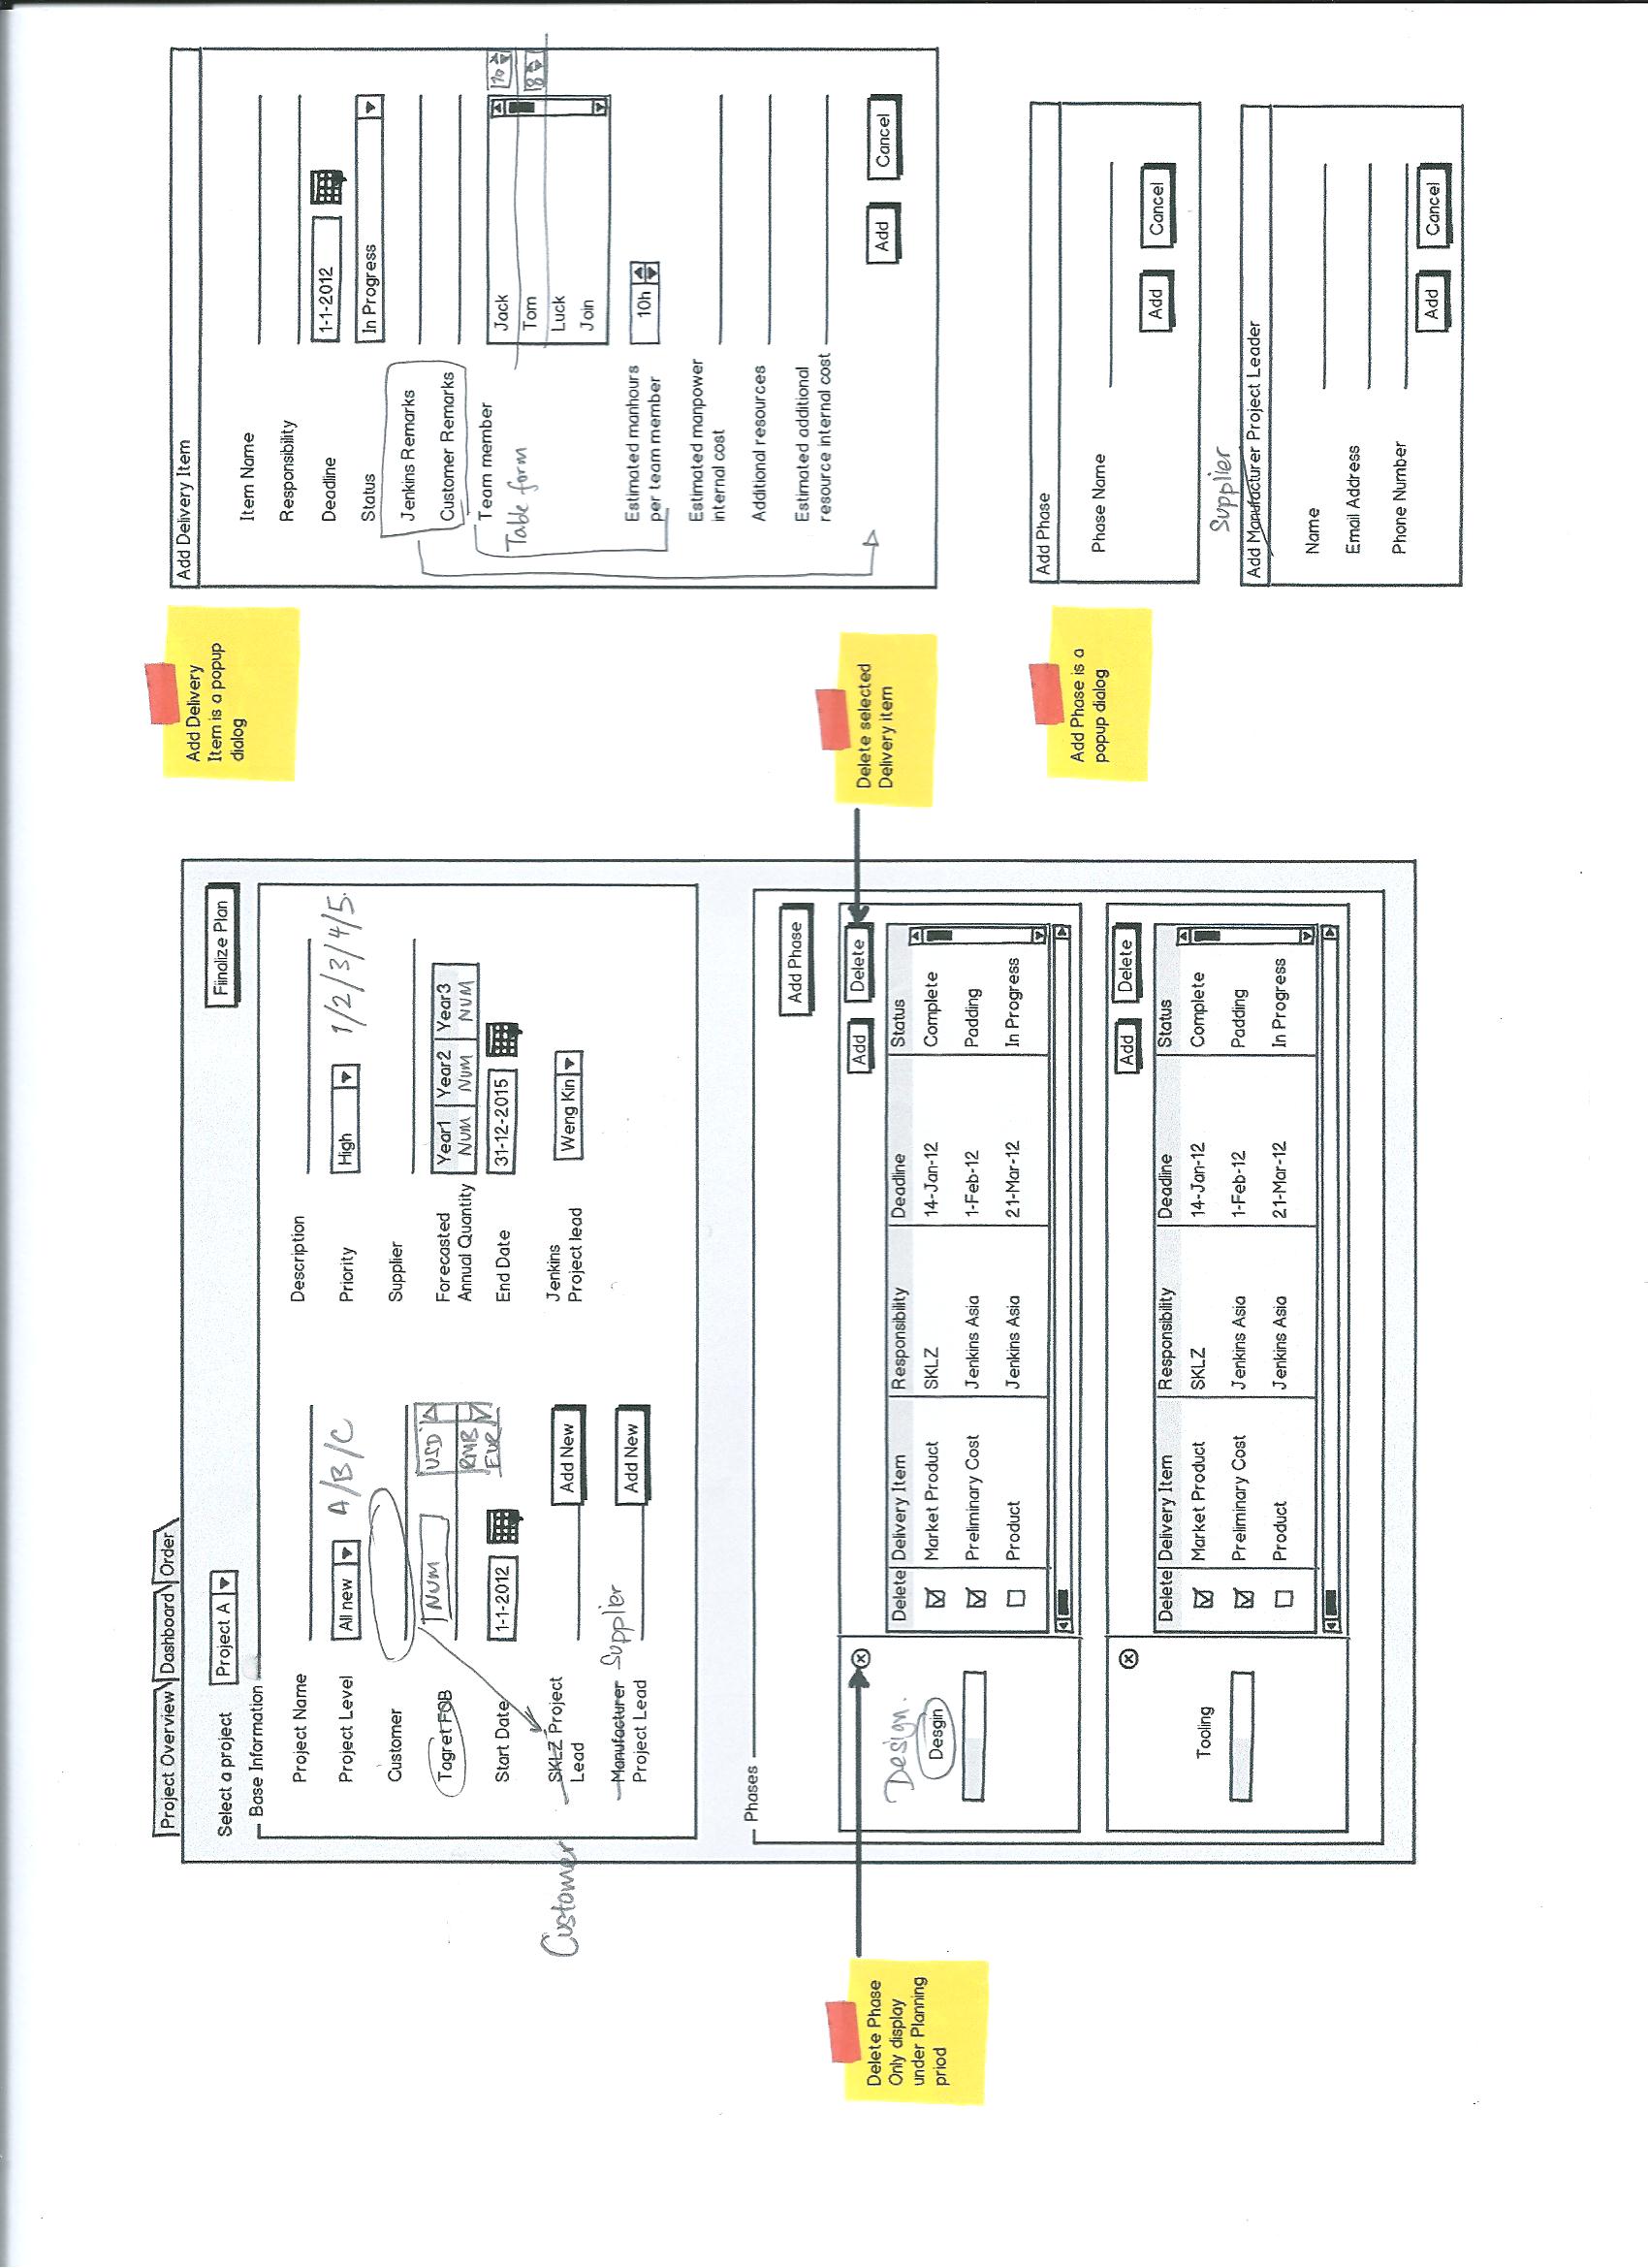 Project Overview Dashboard Order
Select a project Project A
Fiinalize Plan
Base Information
Project Name
Description
Project Level All new A/B/C
Priority High 1/2/3/4/5.
Customer
Supplier
Tagret FOB NUM USD
RMB
EUR
Forecasted
Annual Quantity
Year1 Year2 Year3
NUM NUM NUM
Start Date 1-1-2012
End Date 31-12-2015
Customer
SKLZ Project
Lead
Add New
Jenkins
Project lead
Weng Kin
Manufacturer Supplier
Project Lead
Add New
Phases
Add Phase
Design.
Desgin
Add Delete
Delete Delivery Item Responsibility Deadline Status
Market Product SKLZ 14-Jan-12 Complete
Preliminary Cost Jenkins Asia 1-Feb-12 Padding
Product Jenkins Asia 21-Mar-12 In Progress
Tooling
Add Delete
Delete Delivery Item Responsibility Deadline Status
Market Product SKLZ 14-Jan-12 Complete
Preliminary Cost Jenkins Asia 1-Feb-12 Padding
Product Jenkins Asia 21-Mar-12 In Progress
Delete Phase
Only display
under Planning
priod
Delete selected
Delivery item
Add Delivery
Item is a popup
dialog
Add Delivery Item
Item Name
Responsibility
Deadline 1-1-2012
Status In Progress
Jenkins Remarks
Customer Remarks
Team member
Table form
Jack 10
Tom 8
Luck
Join
Estimated manhours
per team member
10h
Estimated manpower
internal cost
Additional resources
Estimated additional
resource internal cost
Add Cancel
Add Phase is a
popup dialog
Add Phase
Phase Name
Add Cancel
Supplier
Add Manufacturer Project Leader
Name
Email Address
Phone Number
Add Cancel